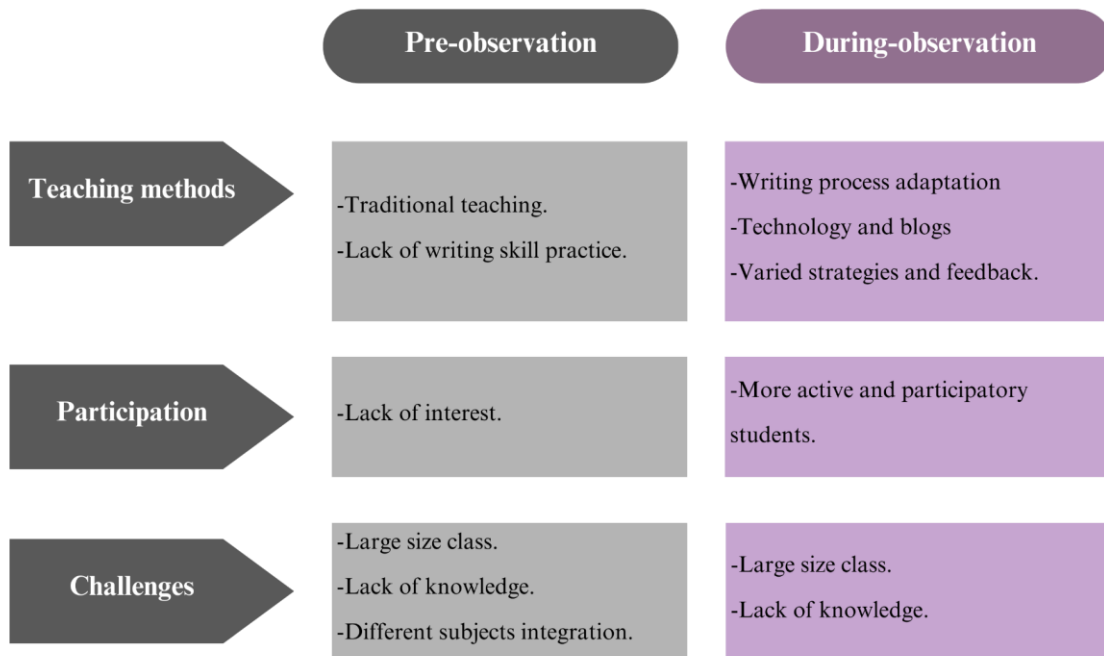 Pre-observation
During-observation
Teaching methods
-Traditional teaching.
-Lack of writing skill practice.
-Writing process adaptation
-Technology and blogs
-Varied strategies and feedback.
Participation
-Lack of interest.
-More active and participatory
students.
Challenges
-Large size class.
-Lack of knowledge.
-Different subjects integration.
-Large size class.
-Lack of knowledge.